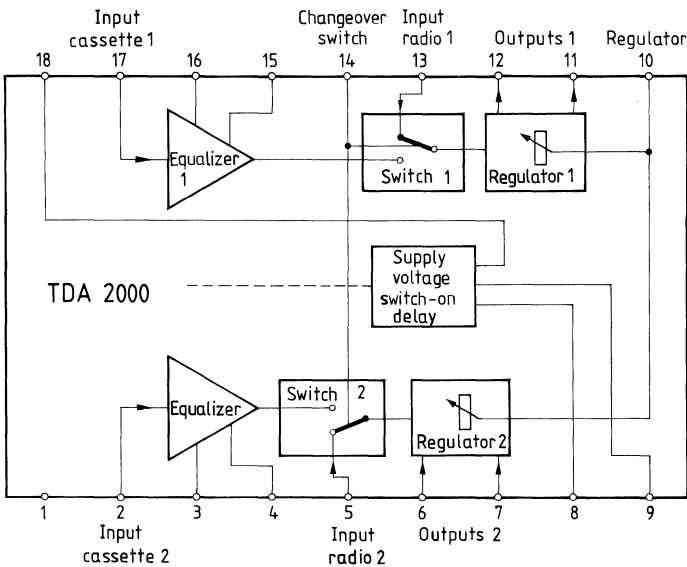 Input
cassette 1
Changeover
switch
Input
radio 1
Outputs 1
Regulator
18
17
16
15
14
13
12
11
10
Equalizer
1
Switch 1
Regulator 1
Supply
voltage
switch-on
delay
TDA 2000
Equalizer
Switch 2
Regulator 2
1
2
3
4
5
6
7
8
9
Input
cassette 2
Input
radio 2
Outputs 2